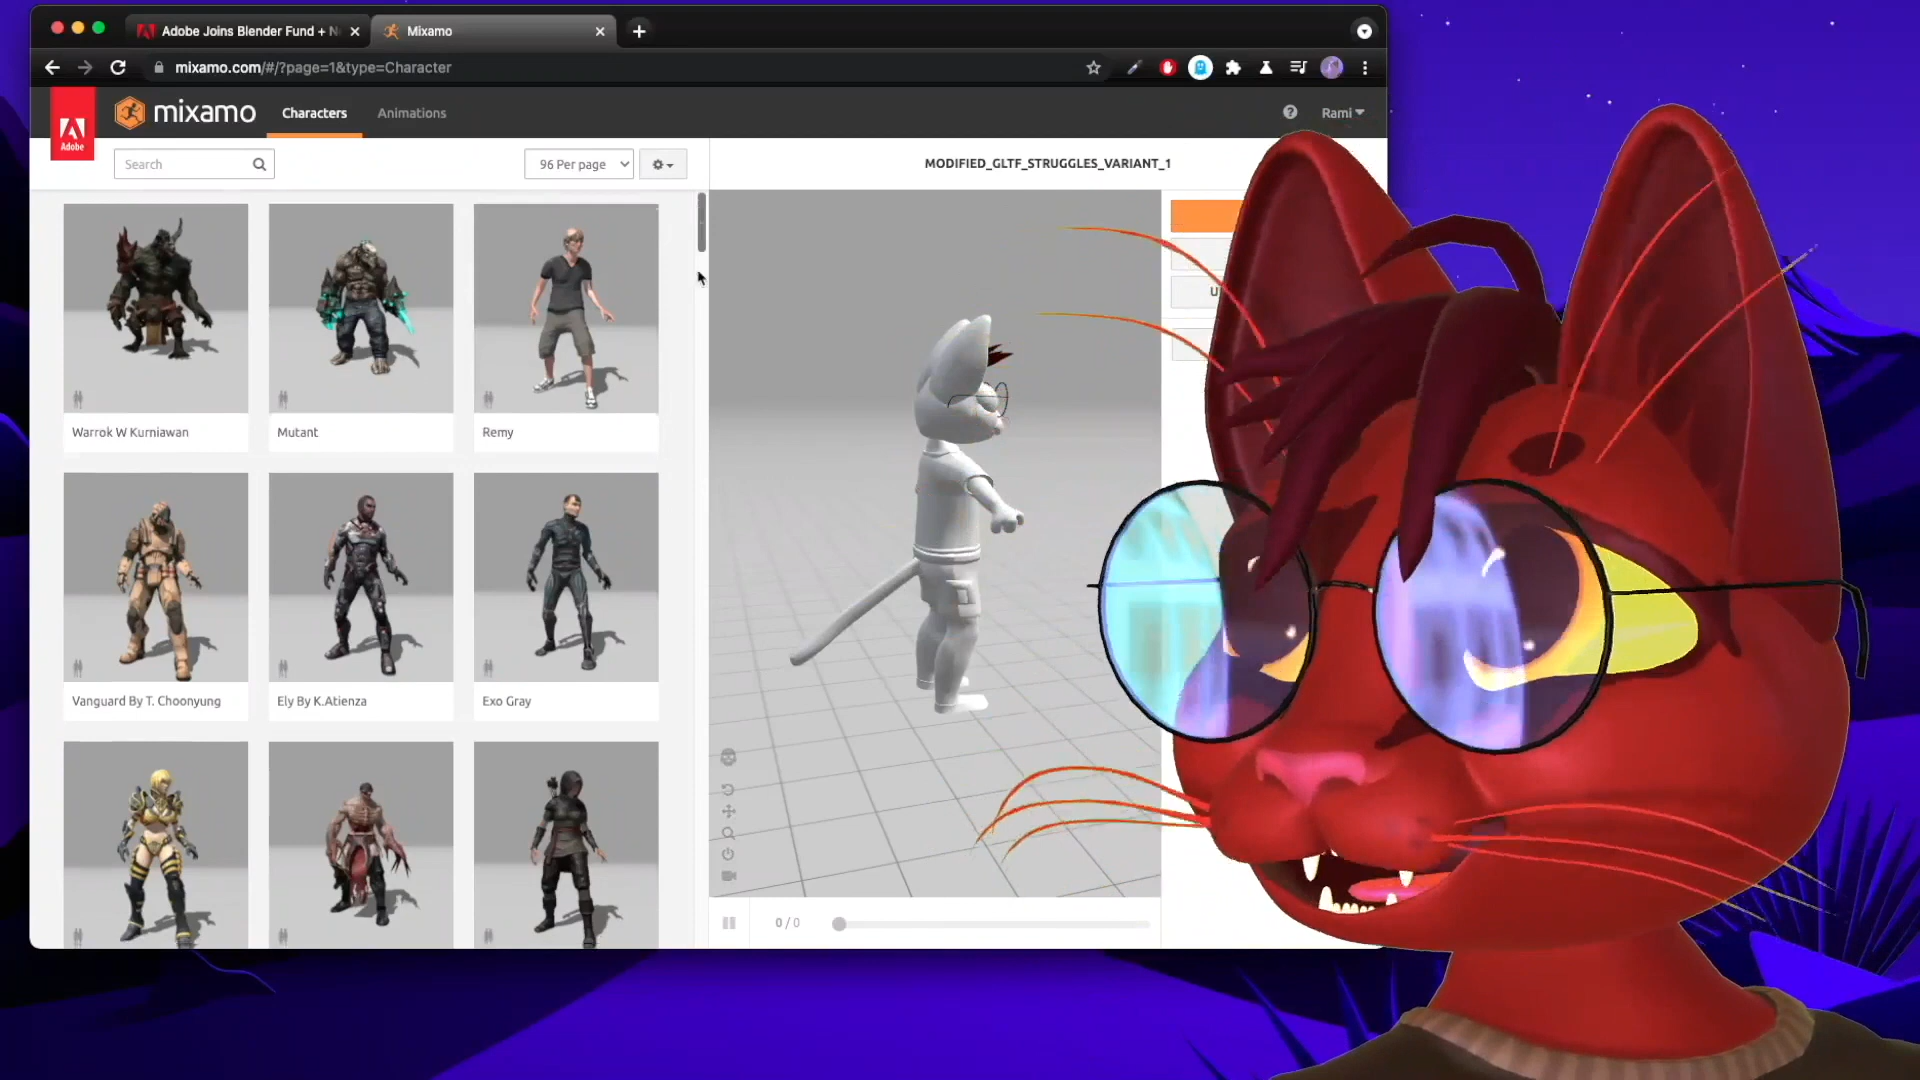 Adobe Joins Blender Fund + N
Mixamo
mixamo.com/#/?page=1&type=Character
Adobe
mixamo
Characters
Animations
Rami
Search
96 Per page
MODIFIED_GLTF_STRUGGLES_VARIANT_1
Warrok W Kurniawan
Mutant
Remy
Vanguard By T. Choonyung
Ely By K.Atienza
Exo Gray
0 / 0